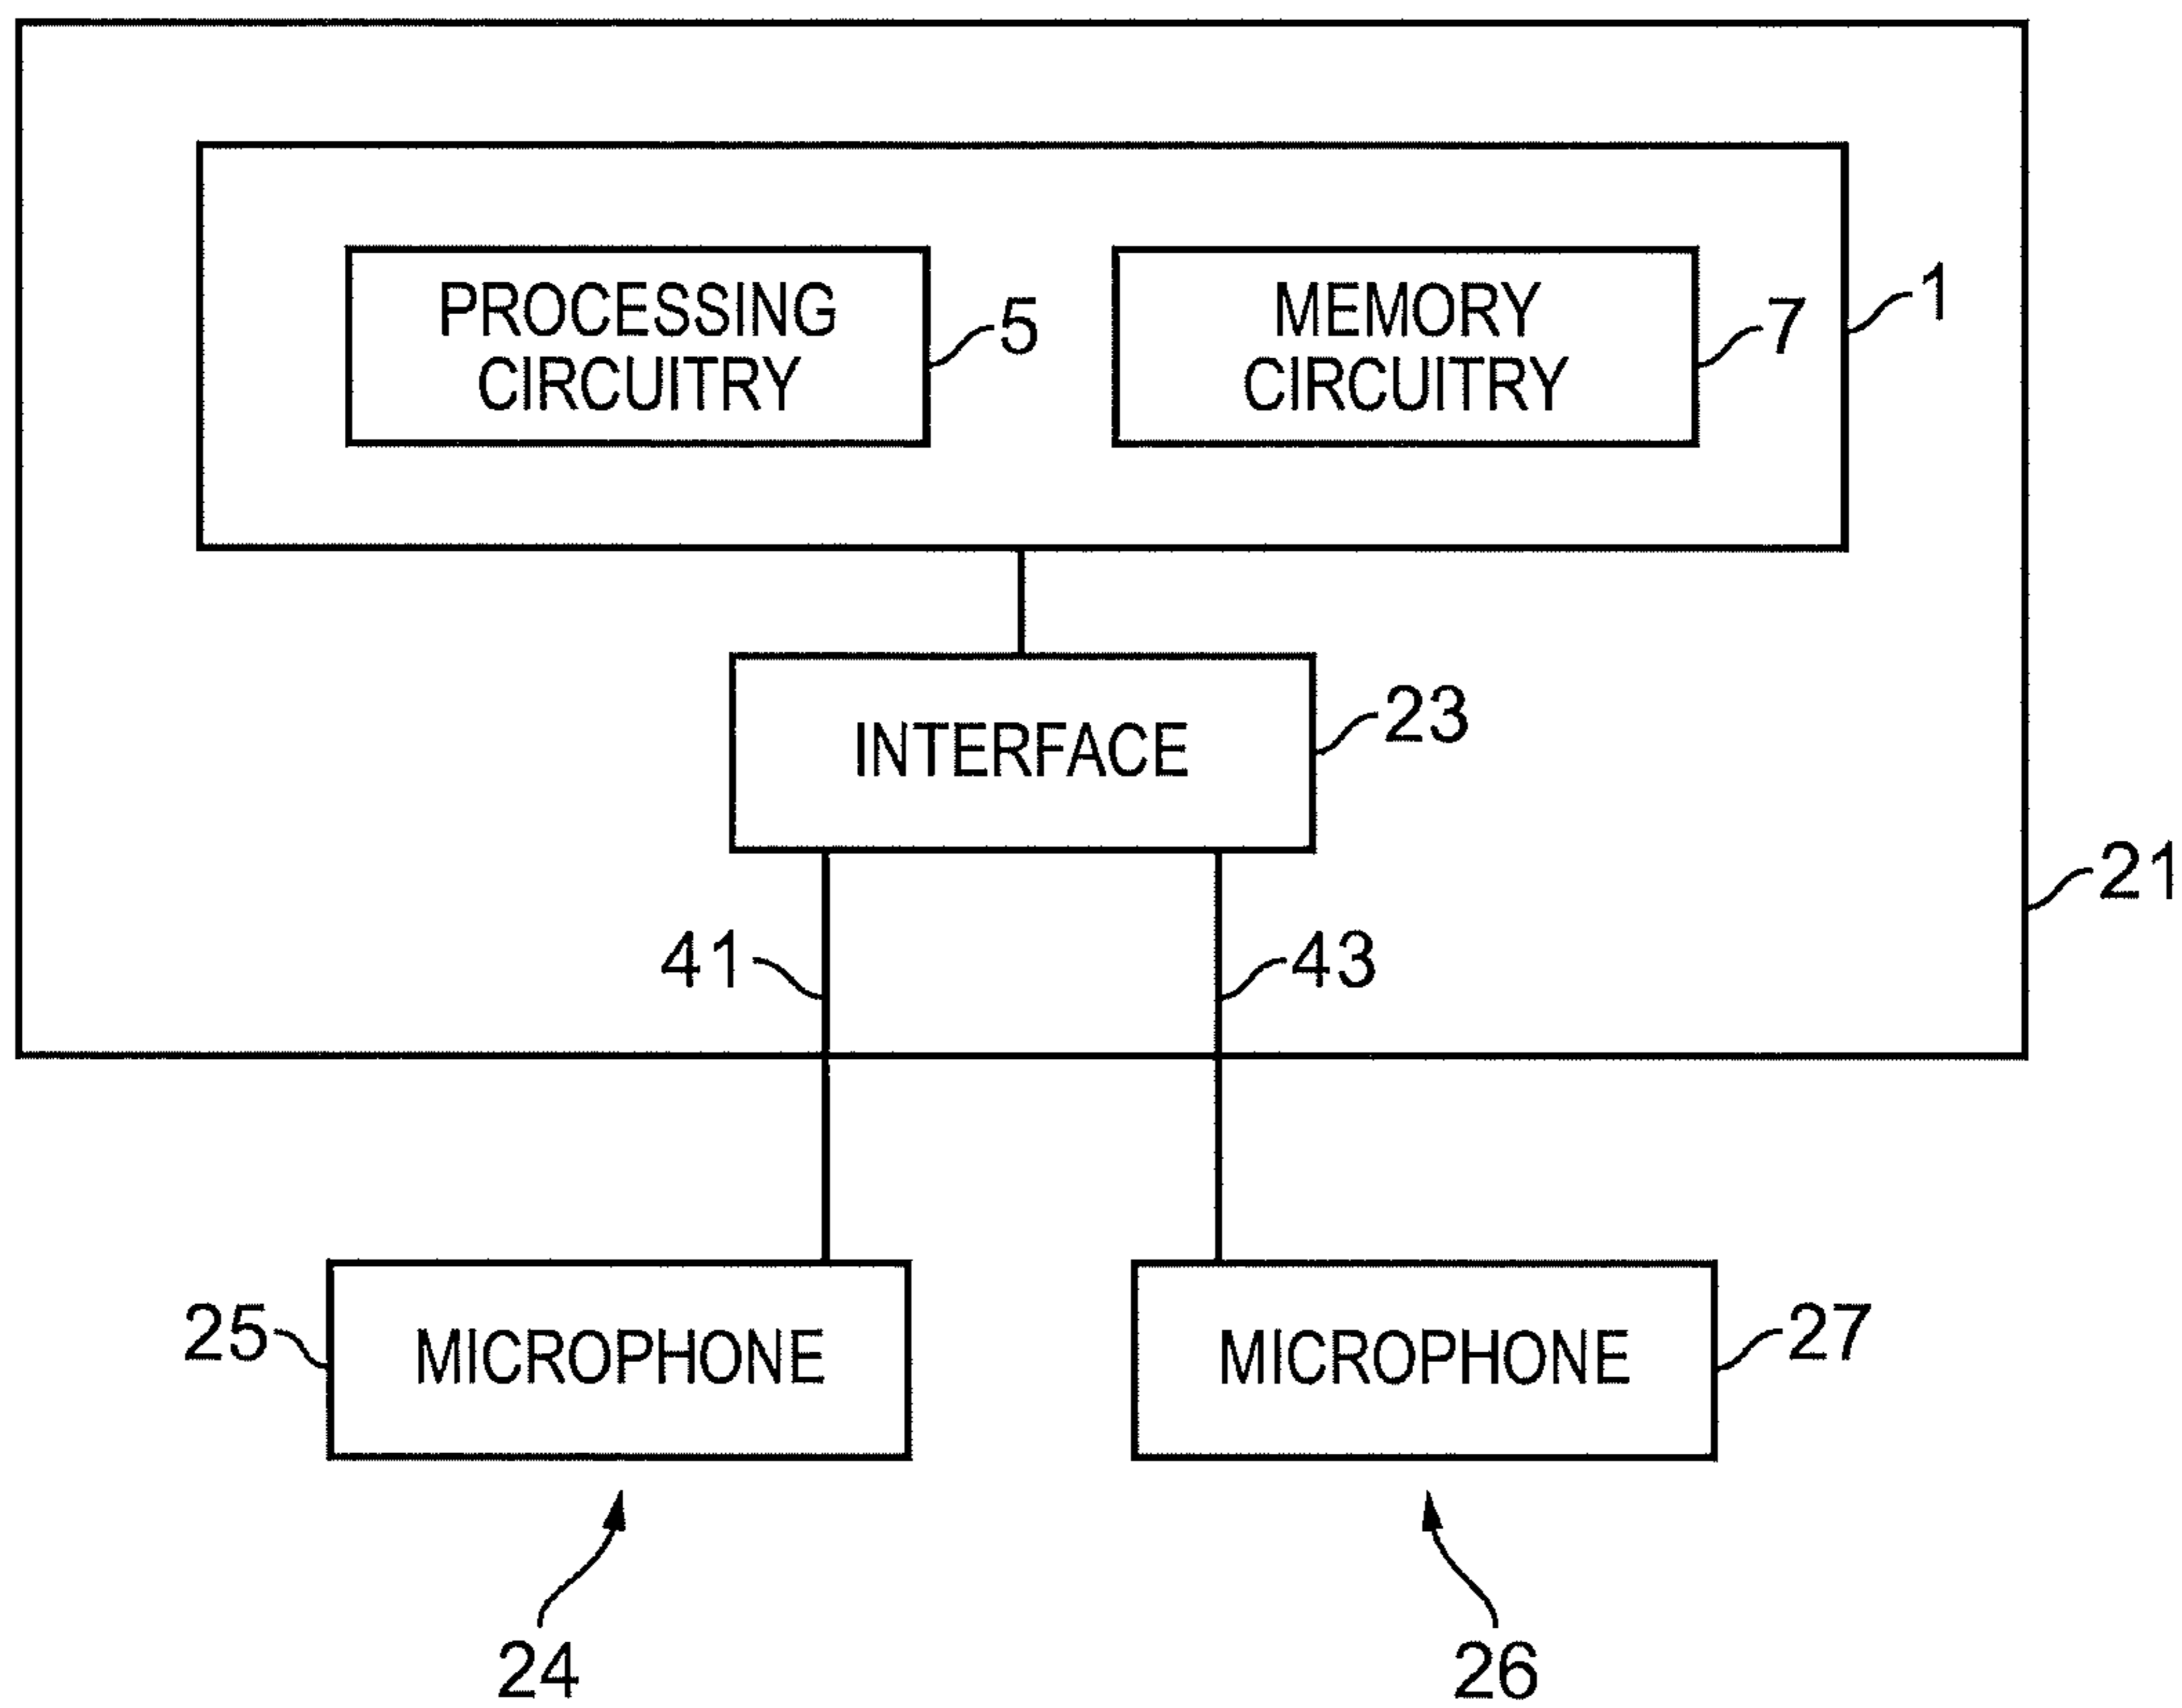 PROCESSING
CIRCUITRY
5
MEMORY
CIRCUITRY
7
1
INTERFACE
23
21
41
43
25
MICROPHONE
MICROPHONE
27
24
26